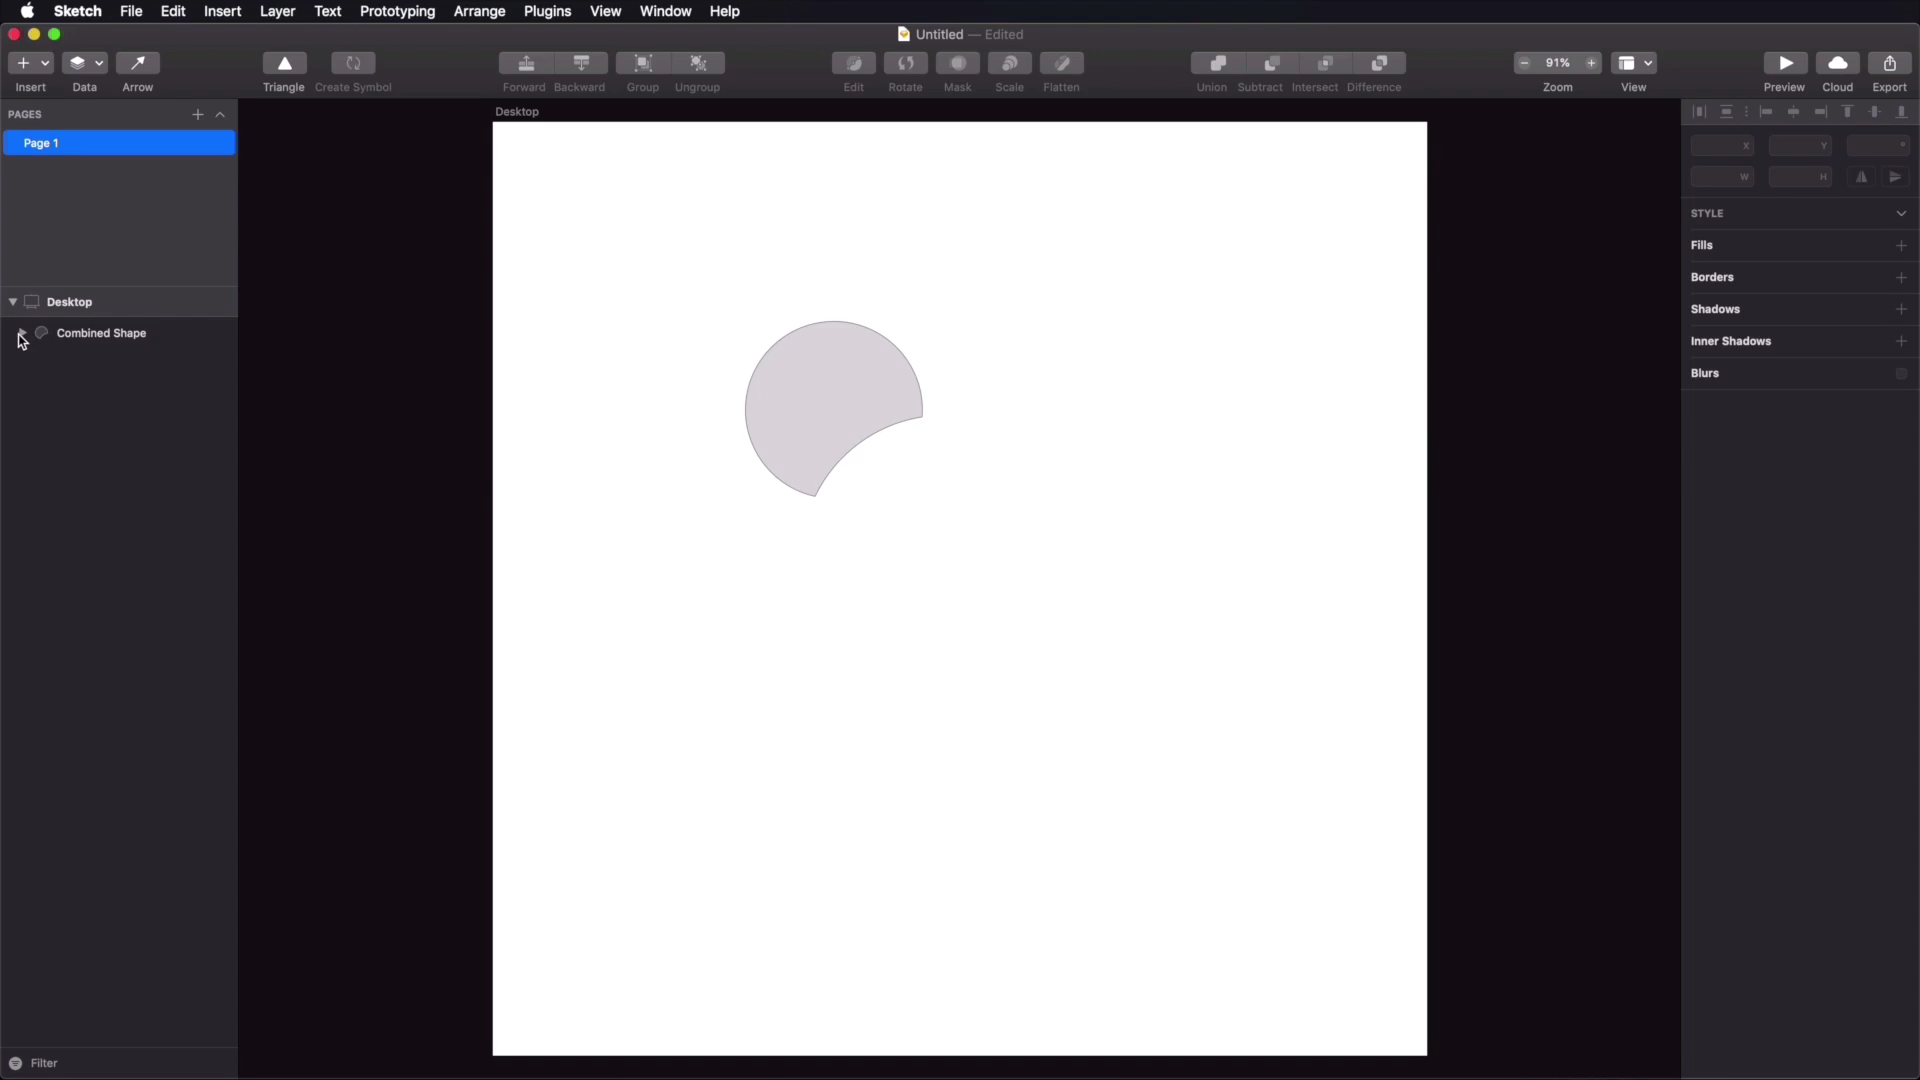 Sketch File Edit Insert Layer Text Prototyping Arrange Plugins View Window Help
Untitled — Edited
91%
Insert Data Arrow Triangle Create Symbol Forward Backward Group Ungroup Edit Rotate Mask Scale Flatten Union Subtract Intersect Difference Zoom View Preview Cloud Export
PAGES
Page 1
Desktop
Combined Shape
Filter
Desktop
X Y °
W H
STYLE
Fills
Borders
Shadows
Inner Shadows
Blurs